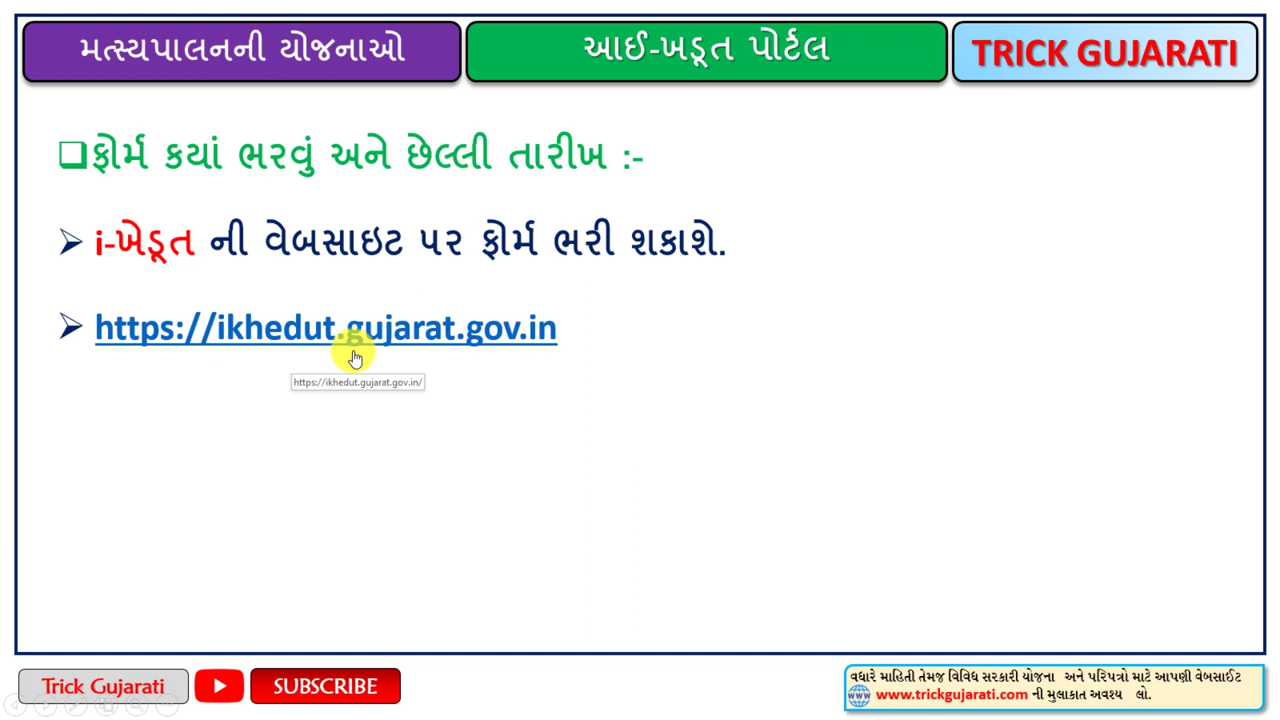 મત્સ્યપાલનની યોજનાઓ
આઈ-ખડૂત પોર્ટલ
TRICK GUJARATI
ફોર્મ કયાં ભરવું અને છેલ્લી તારીખ :-
i-ખેડૂત ની વેબસાઇટ પર ફોર્મ ભરી શકાશે.
https://ikhedut.gujarat.gov.in
https://ikhedut.gujarat.gov.in/
Trick Gujarati
SUBSCRIBE
વધારે માહિતી તેમજ વિવિધ સરકારી યોજના અને પરિપત્રો માટે આપણી વેબસાઈટ
www.trickgujarati.com ની મુલાકાત અવશ્ય લો.